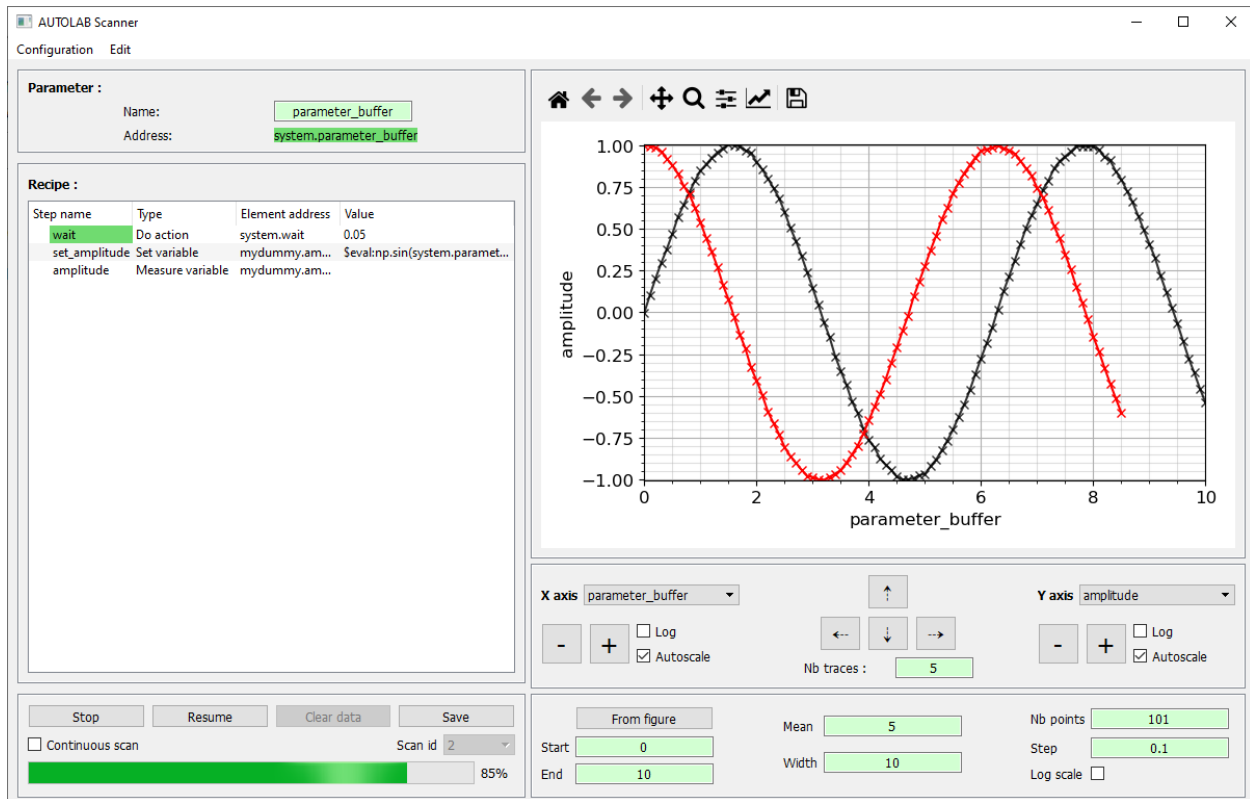 AUTOLAB Scanner
Configuration Edit
Parameter :
Name: parameter_buffer
Address: system.parameter_buffer
Recipe :
Step name Type Element address Value
wait Do action system.wait 0.05
set_amplitude Set variable mydummy.am... $eval:np.sin(system.paramet...
amplitude Measure variable mydummy.am...
Stop Resume Clear data Save
Continuous scan Scan id 2
85%
1.00
0.75
0.50
0.25
0.00
−0.25
−0.50
−0.75
−1.00
amplitude
0 2 4 6 8 10
parameter_buffer
X axis parameter_buffer
- +
Log
Autoscale
Nb traces : 5
Y axis amplitude
- +
Log
Autoscale
From figure
Start 0
End 10
Mean 5
Width 10
Nb points 101
Step 0.1
Log scale